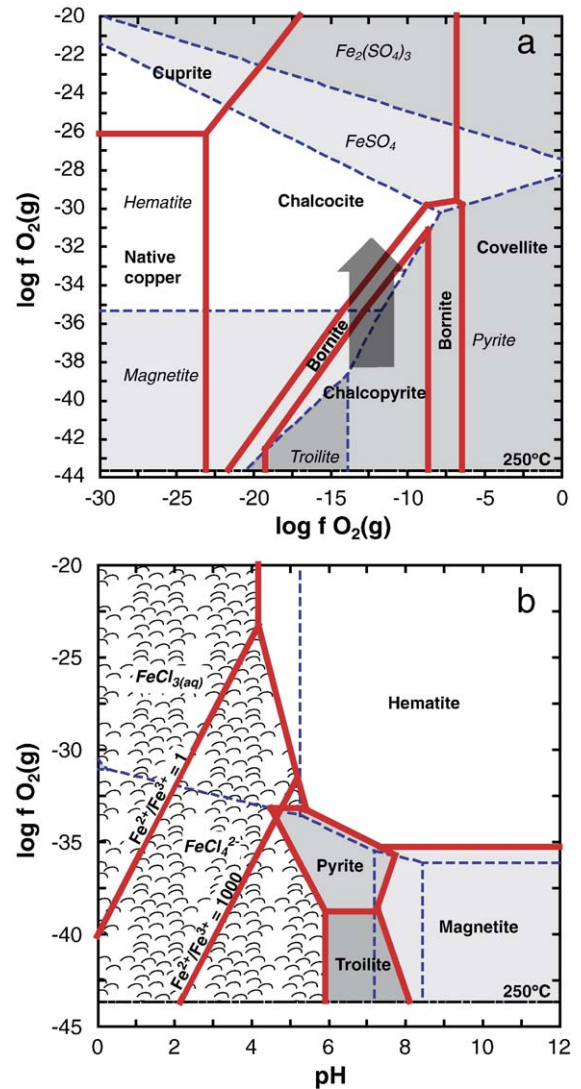 a
-20
-22
-24
-26
-28
-30
-32
-34
-36
-38
-40
-42
-44
log f O2(g)
Fe2(SO4)3
Cuprite
FeSO4
Hematite
Chalcocite
Native
copper
Covellite
Bornite
Bornite
Pyrite
Magnetite
Chalcopyrite
Troilite
250°C
-30 -25 -20 -15 -10 -5 0
log f O2(g)
b
-20
-25
-30
-35
-40
-45
log f O2(g)
FeCl3(aq)
Hematite
Fe2+/Fe3+ = 1
FeCl42-
Fe2+/Fe3+ = 1000
Pyrite
Magnetite
Troilite
250°C
0 2 4 6 8 10 12
pH